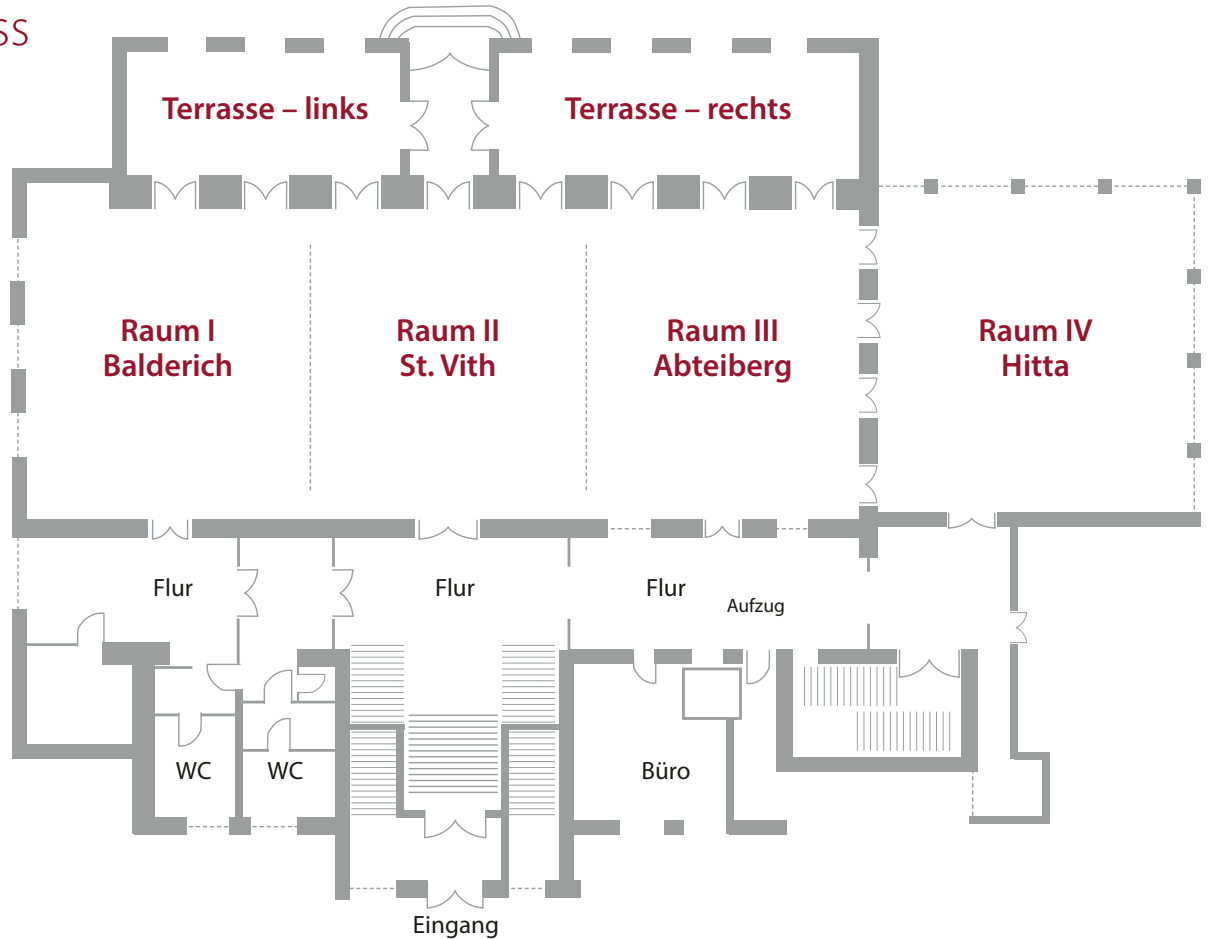 SS
Terrasse – links
Terrasse – rechts
Raum I
Balderich
Raum II
St. Vith
Raum III
Abteiberg
Raum IV
Hitta
Flur
Flur
Flur
Aufzug
WC
WC
Büro
Eingang